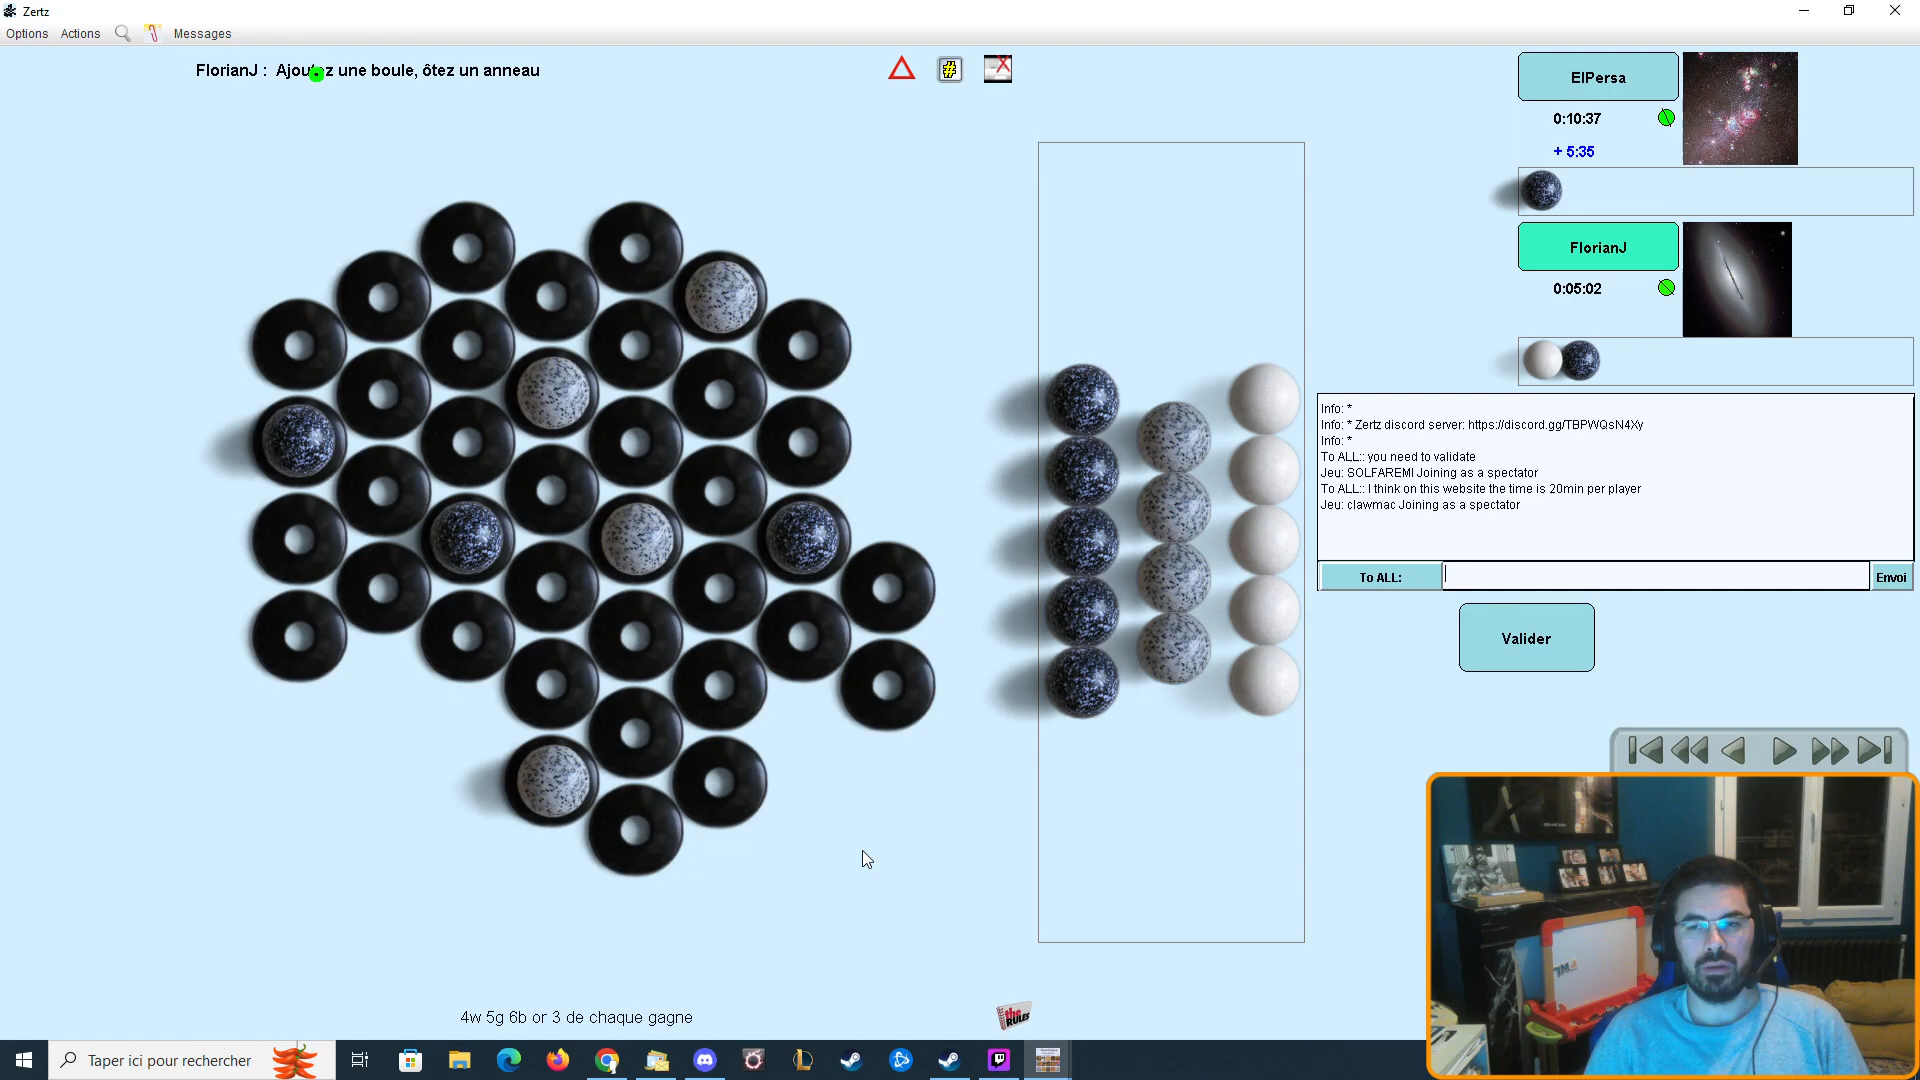 Zertz
Options Actions Messages
FlorianJ : Ajoutez une boule, ôtez un anneau
ElPersa
0:10:37
+ 5:35
FlorianJ
0:05:02
Info: *
Info: * Zertz discord server: https://discord.gg/TBPWQsN4Xy
Info: *
To ALL:: you need to validate
Jeu: SOLFAREMI Joining as a spectator
To ALL:: I think on this website the time is 20min per player
Jeu: clawmac Joining as a spectator
To ALL: Envoi
Valider
4w 5g 6b or 3 de chaque gagne
the RULES
Taper ici pour rechercher